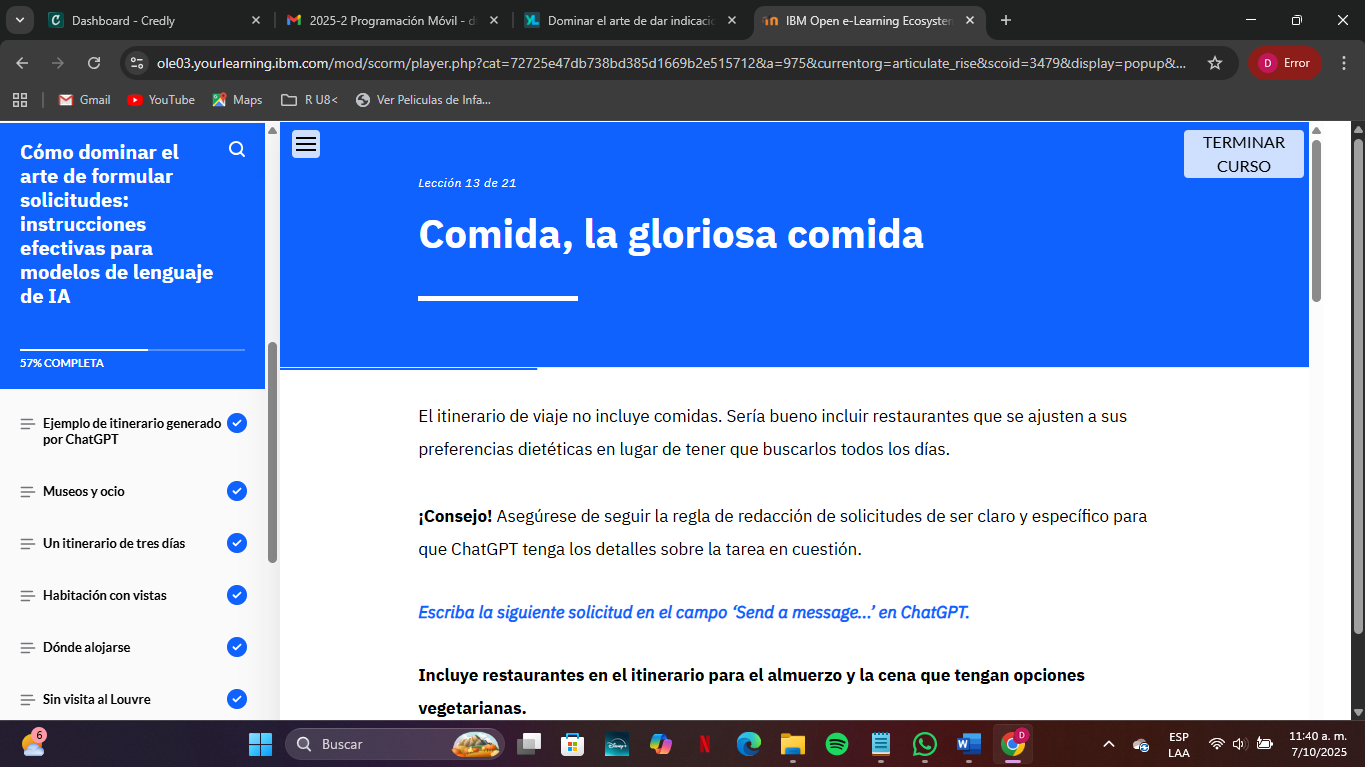 Dashboard - Credly
2025-2 Programación Móvil - d
Dominar el arte de dar indicacio
IBM Open e-Learning Ecosystem
ole03.yourlearning.ibm.com/mod/scorm/player.php?cat=72725e47db738bd385d1669b2e515712&a=975&currentorg=articulate_rise&scoid=3479&display=popup&...
D
Error
Gmail
YouTube
Maps
R U8<
Ver Peliculas de Infa...
Cómo dominar el
arte de formular
solicitudes:
instrucciones
efectivas para
modelos de lenguaje
de IA
57% COMPLETA
Ejemplo de itinerario generado
por ChatGPT
Museos y ocio
Un itinerario de tres días
Habitación con vistas
Dónde alojarse
Sin visita al Louvre
TERMINAR
CURSO
Lección 13 de 21
Comida, la gloriosa comida
El itinerario de viaje no incluye comidas. Sería bueno incluir restaurantes que se ajusten a sus
preferencias dietéticas en lugar de tener que buscarlos todos los días.
¡Consejo! Asegúrese de seguir la regla de redacción de solicitudes de ser claro y específico para
que ChatGPT tenga los detalles sobre la tarea en cuestión.
Escriba la siguiente solicitud en el campo ‘Send a message...’ en ChatGPT.
Incluye restaurantes en el itinerario para el almuerzo y la cena que tengan opciones
vegetarianas.
6
Buscar
Disney+
D
ESP
LAA
11:40 a. m.
7/10/2025